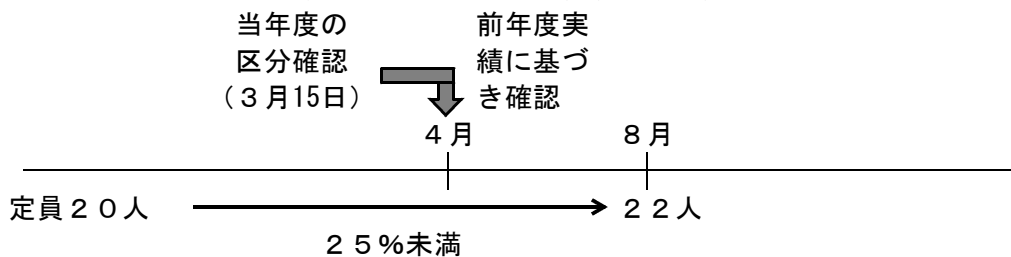 当年度の
区分確認
（３月15日）
前年度実
績に基づ
き確認
４月
８月
定員２０人
２２人
２５%未満